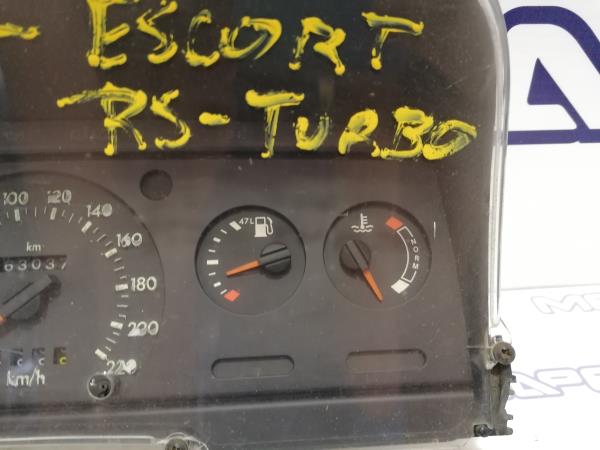 - ESCORT
RS-TURBO
100 120 140 160 180 200 220
km
63037
km/h
47L
NORM